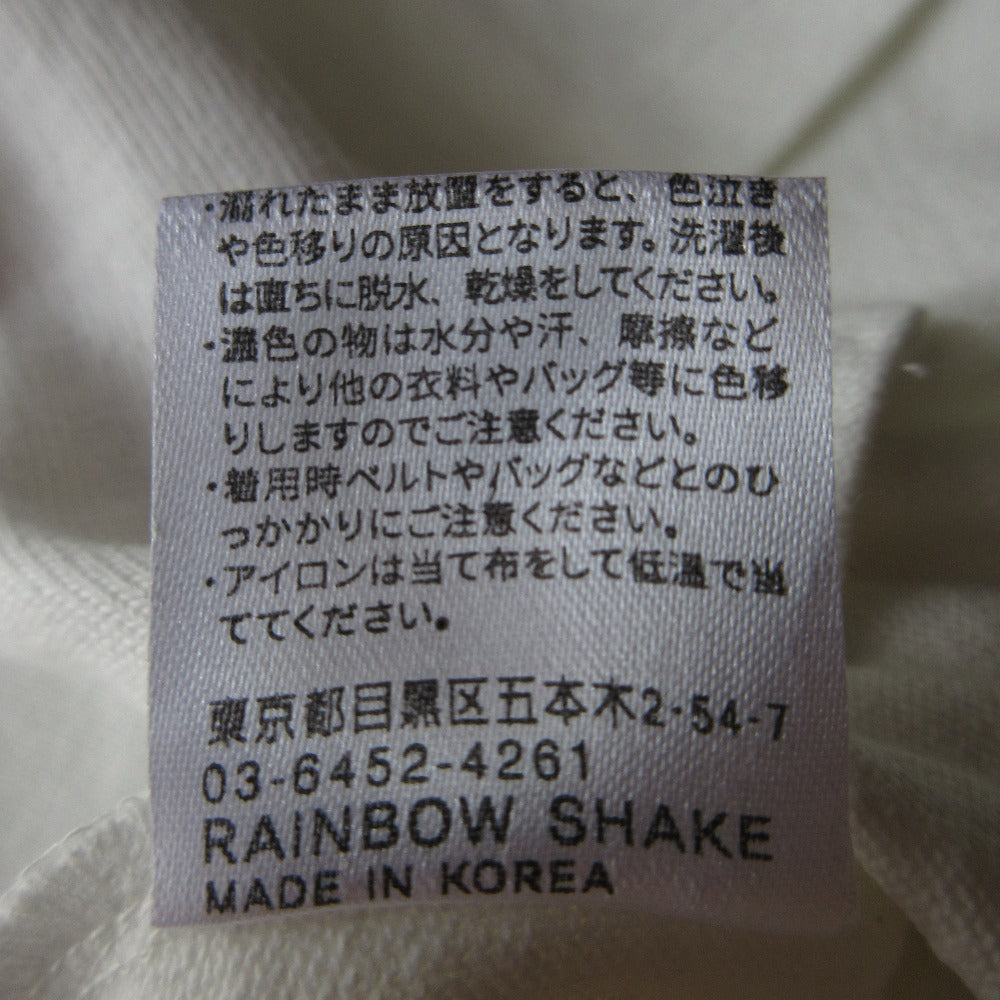 ・濡れたまま放置をすると、色泣き
や色移りの原因となります。洗濯後
は直ちに脱水、乾燥をしてください。
・濃色の物は水分や汗、摩擦など
により他の衣料やバッグ等に色移
りしますのでご注意ください。
・着用時ベルトやバッグなどとのひ
っかかりにご注意ください。
・アイロンは当て布をして低温で当
ててください。
東京都目黒区五本木2-54-7
03-6452-4261
RAINBOW SHAKE
MADE IN KOREA